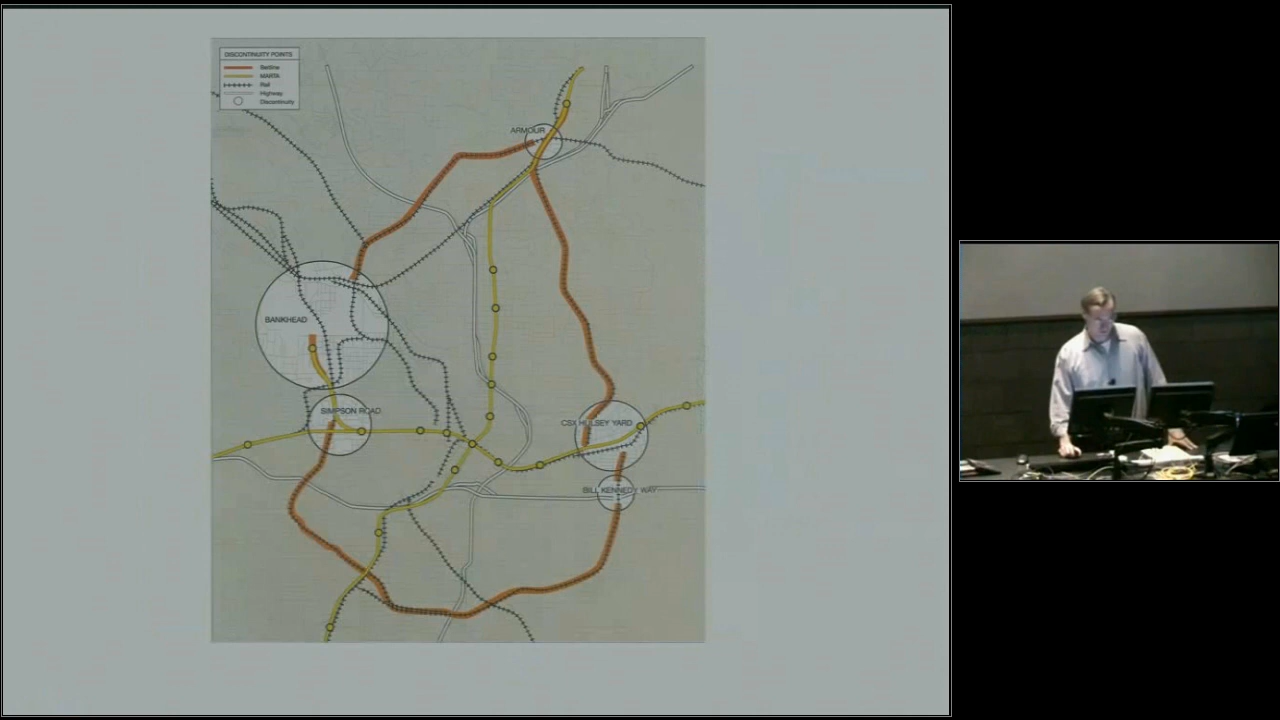 DISCONTINUITY POINTS
Beltline
MARTA
Rail
Highway
Discontinuity
ARMOUR
BANKHEAD
SIMPSON ROAD
CSX HULSEY YARD
BILL KENNEDY WAY